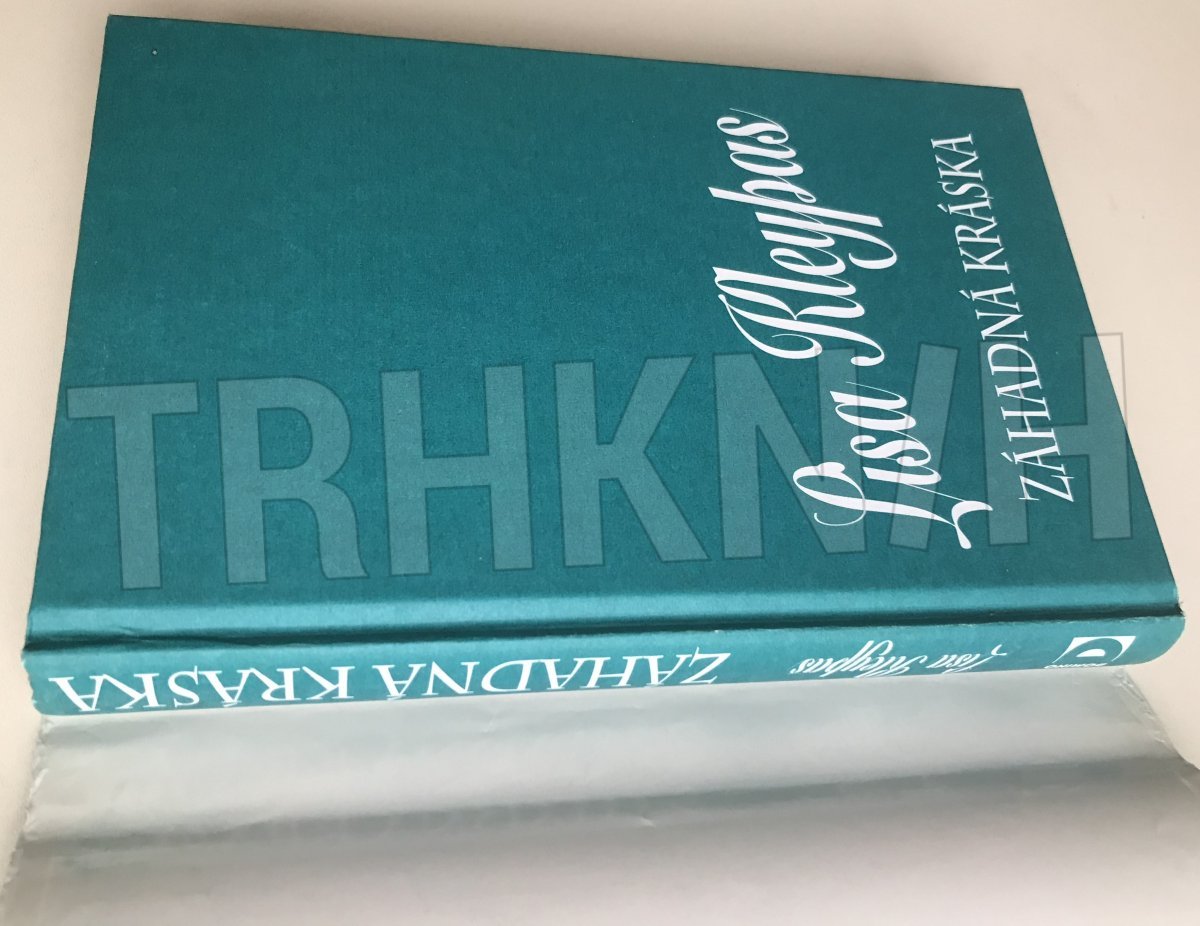 Lisa Kleypas
ZÁHADNÁ KRÁSKA
TRHKNIH
Lisa Kleypas
ZÁHADNÁ KRÁSKA